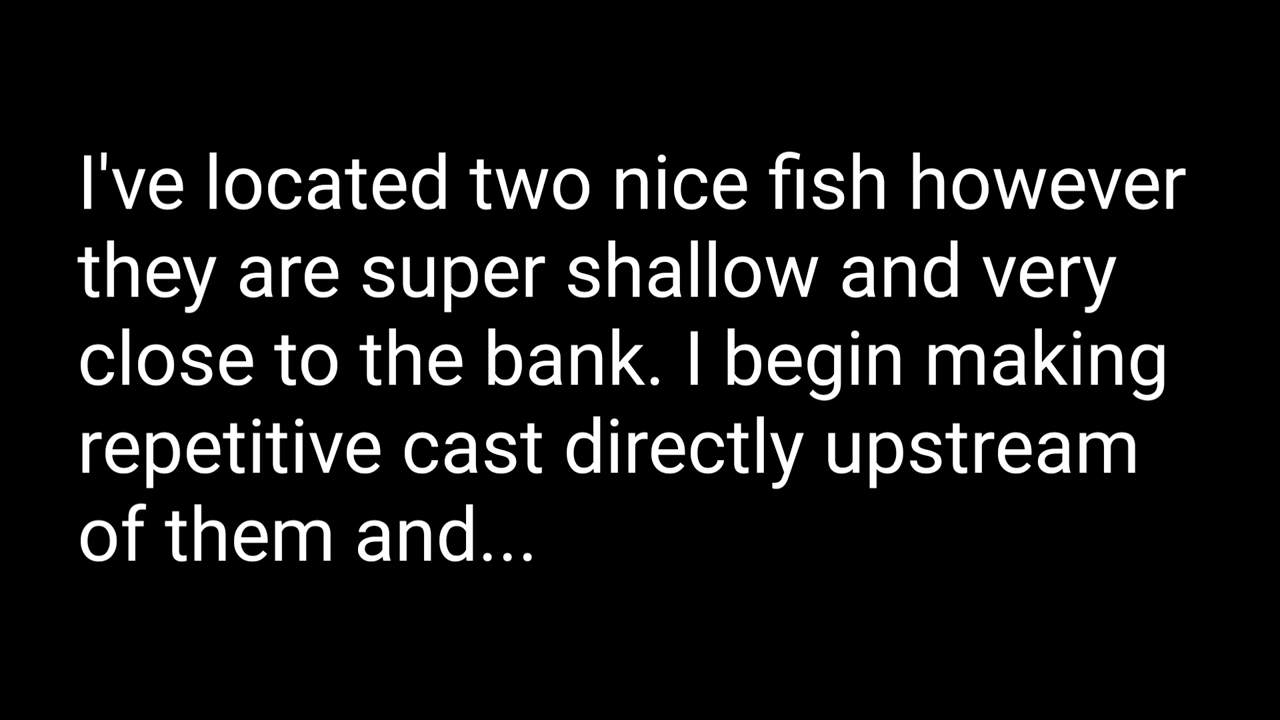 I've located two nice fish however
they are super shallow and very
close to the bank. I begin making
repetitive cast directly upstream
of them and...